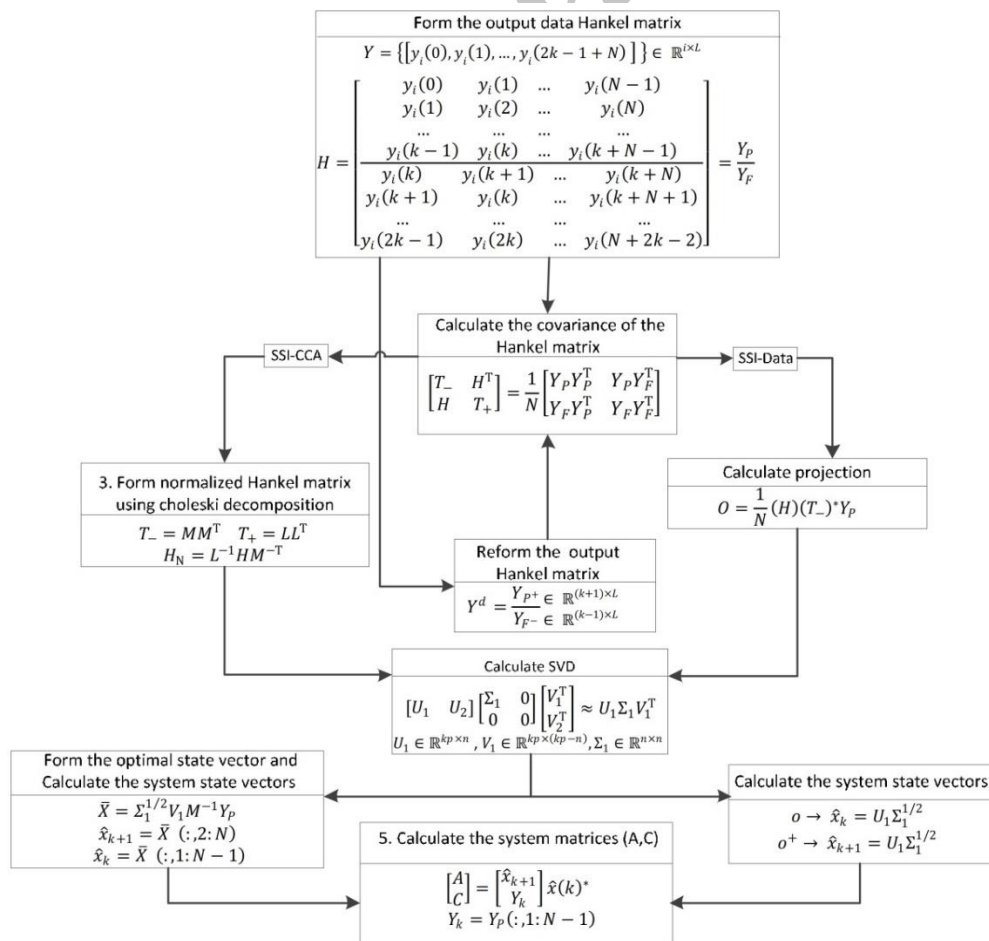 Form the output data Hankel matrix
Y = {[y_i(0), y_i(1), ..., y_i(2k − 1 + N) ]} ∈ ℝ^{i×L}
y_i(0) y_i(1) ... y_i(N − 1)
y_i(1) y_i(2) ... y_i(N)
... ... ... ...
H = y_i(k − 1) y_i(k) ... y_i(k + N − 1) = Y_P
y_i(k) y_i(k + 1) ... y_i(k + N) Y_F
y_i(k + 1) y_i(k) ... y_i(k + N + 1)
... ... ... ...
y_i(2k − 1) y_i(2k) ... y_i(N + 2k − 2)
Calculate the covariance of the
Hankel matrix
[T_− H^T] = 1/N [Y_P Y_P^T Y_P Y_F^T]
[H T_+] [Y_F Y_P^T Y_F Y_F^T]
SSI-CCA
SSI-Data
3. Form normalized Hankel matrix
using choleski decomposition
T_− = MM^T T_+ = LL^T
H_N = L^{−1}HM^{−T}
Calculate projection
O = 1/N (H)(T_−)^*Y_P
Reform the output
Hankel matrix
Y^d = Y_{P^+} ∈ ℝ^{(k+1)×L}
Y_{F^−} ∈ ℝ^{(k−1)×L}
Calculate SVD
[U_1 U_2] [Σ_1 0] [V_1^T] ≈ U_1Σ_1V_1^T
[0 0] [V_2^T]
U_1 ∈ ℝ^{kp×n} , V_1 ∈ ℝ^{kp×(kp−n)}, Σ_1 ∈ ℝ^{n×n}
Form the optimal state vector and
Calculate the system state vectors
X̄ = Σ_1^{1/2} V_1 M^{−1} Y_P
x̂_{k+1} = X̄ (:,2: N)
x̂_k = X̄ (:,1: N − 1)
Calculate the system state vectors
o → x̂_k = U_1Σ_1^{1/2}
o^+ → x̂_{k+1} = U_1Σ_1^{1/2}
5. Calculate the system matrices (A,C)
[A] = [x̂_{k+1}] x̂(k)^*
[C] [Y_k]
Y_k = Y_P(:,1: N − 1)